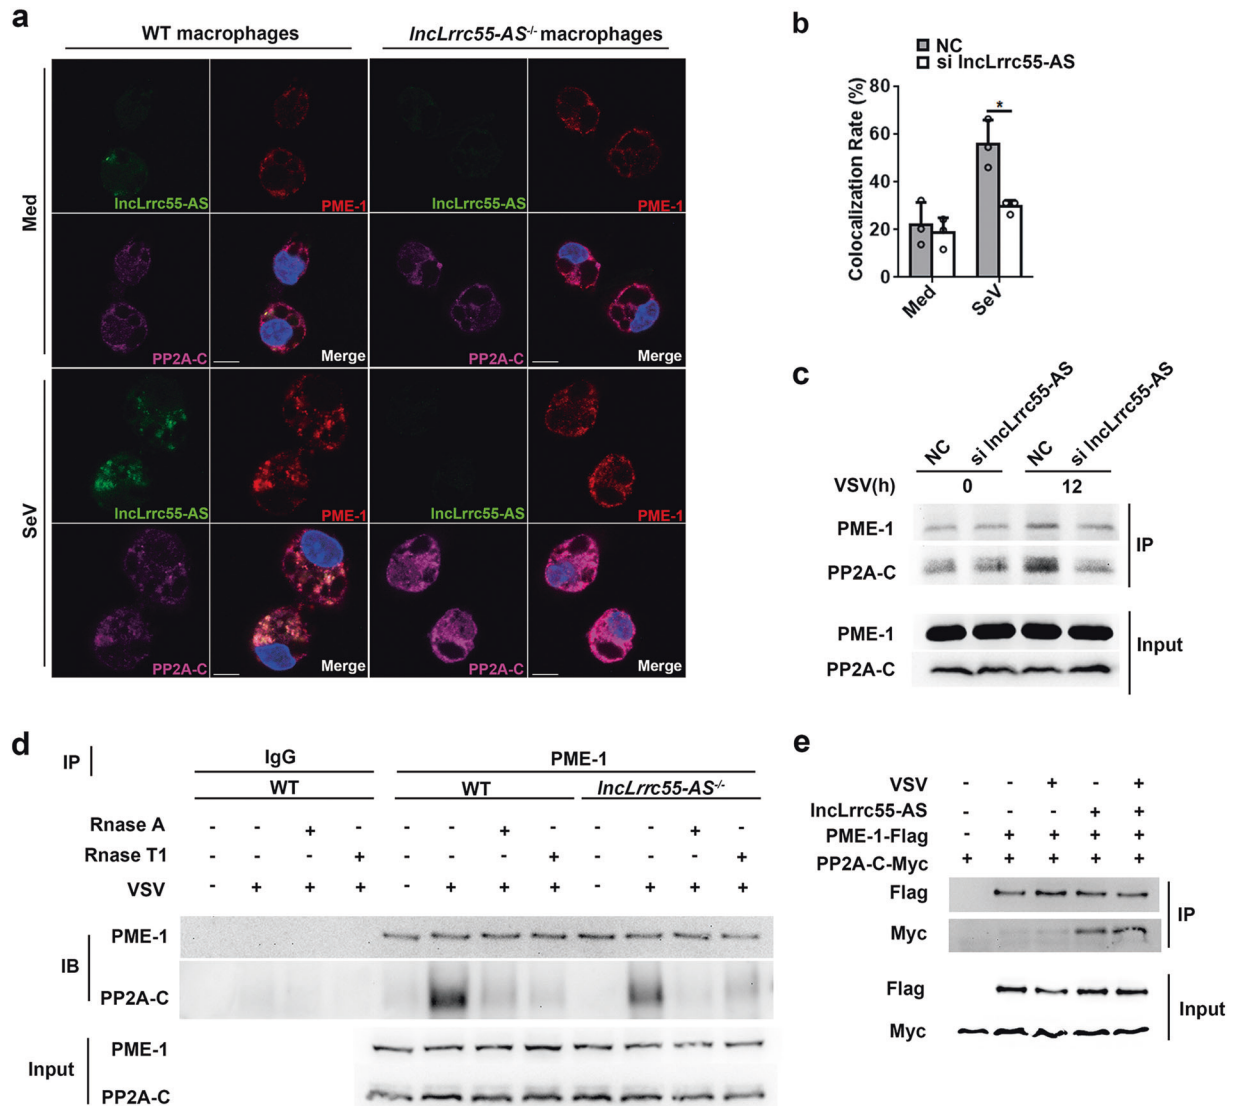 a
WT macrophages
lncLrrc55-AS-/- macrophages
Med
lncLrrc55-AS
PME-1
lncLrrc55-AS
PME-1
PP2A-C
Merge
PP2A-C
Merge
SeV
lncLrrc55-AS
PME-1
lncLrrc55-AS
PME-1
PP2A-C
Merge
PP2A-C
Merge
b
NC
si lncLrrc55-AS
Colocalization Rate (%)
80
60
40
20
0
*
Med
SeV
c
NC
si lncLrrc55-AS
NC
si lncLrrc55-AS
VSV(h)
0
12
PME-1
PP2A-C
IP
PME-1
PP2A-C
Input
d
IP
IgG
PME-1
WT
WT
lncLrrc55-AS-/-
Rnase A - - + - - - + - - - + -
Rnase T1 - - - + - - - + - - - +
VSV - + + + - + + + - + + +
IB
PME-1
PP2A-C
Input
PME-1
PP2A-C
e
VSV - - + - +
lncLrrc55-AS - - - + +
PME-1-Flag - + + + +
PP2A-C-Myc + + + + +
Flag
Myc
IP
Flag
Myc
Input